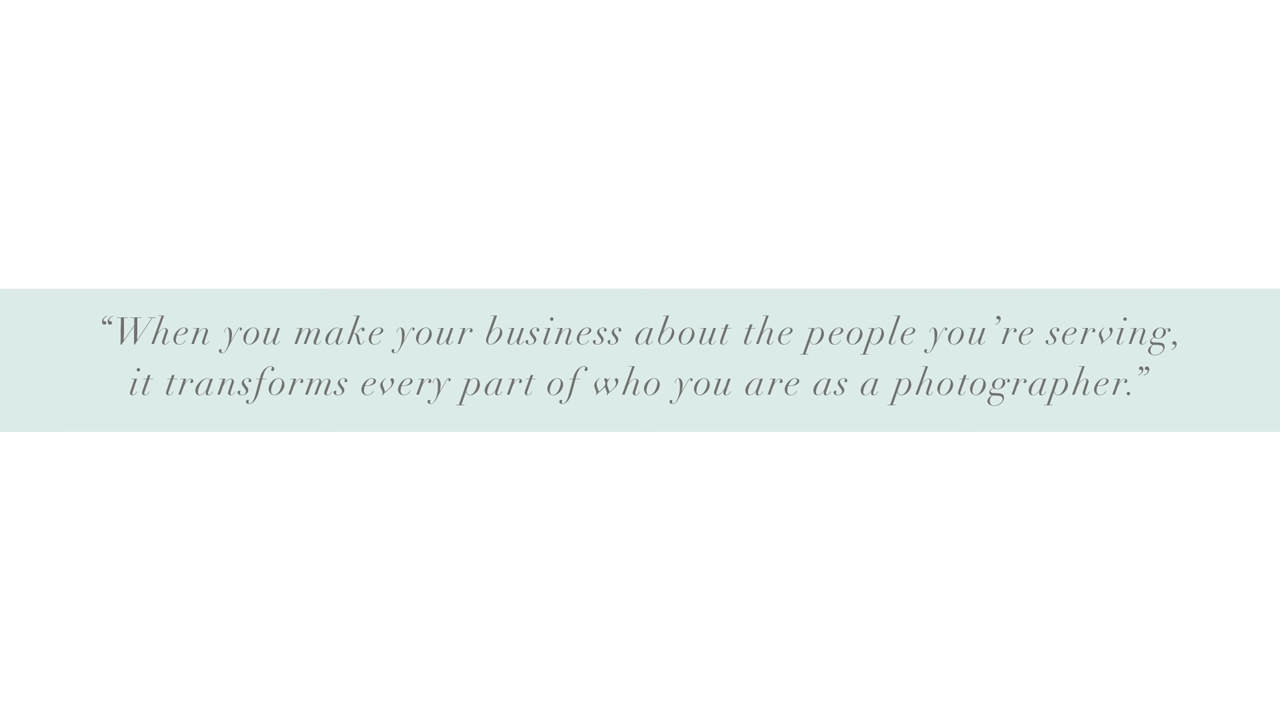 “When you make your business about the people you’re serving,
it transforms every part of who you are as a photographer.”